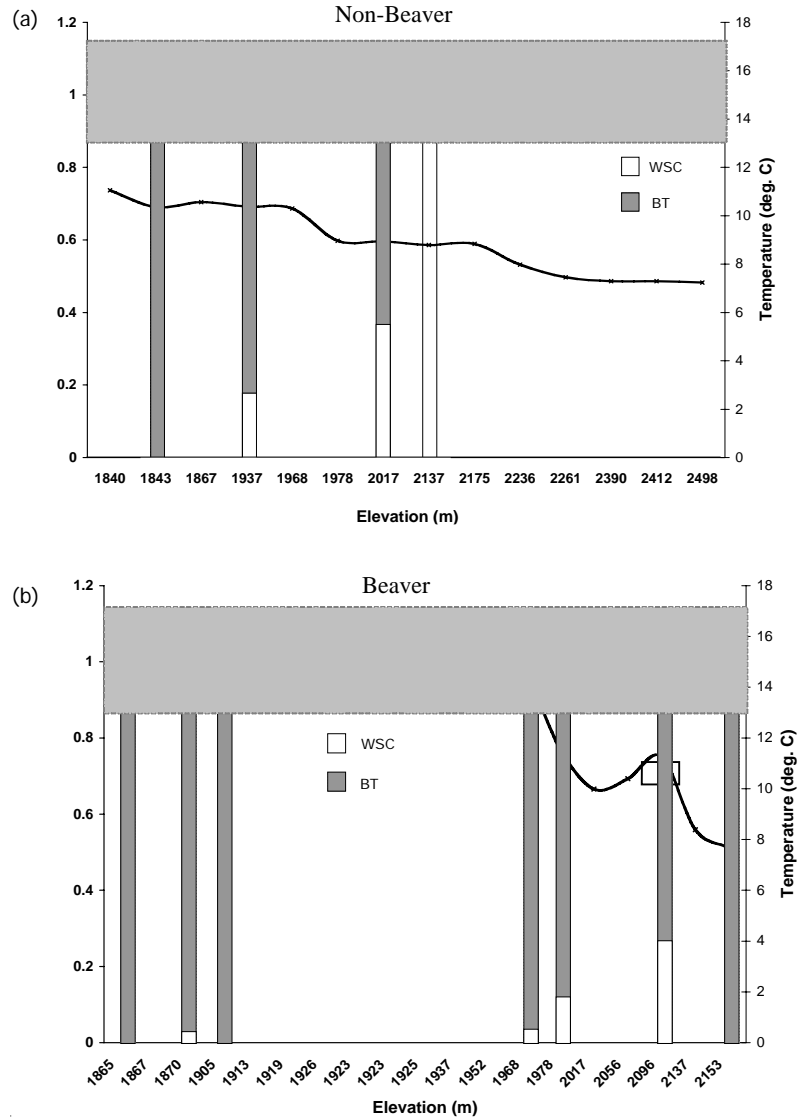 (a)
Non-Beaver
1.2
1
0.8
0.6
0.4
0.2
0
18
16
14
12
10
8
6
4
2
0
Temperature (deg. C)
WSC
BT
1840 1843 1867 1937 1968 1978 2017 2137 2175 2236 2261 2390 2412 2498
Elevation (m)
(b)
Beaver
1.2
1
0.8
0.6
0.4
0.2
0
18
16
14
12
10
8
6
4
2
0
Temperature (deg. C)
WSC
BT
1865 1867 1870 1905 1913 1919 1926 1923 1923 1925 1937 1952 1968 1978 2017 2056 2096 2137 2153
Elevation (m)